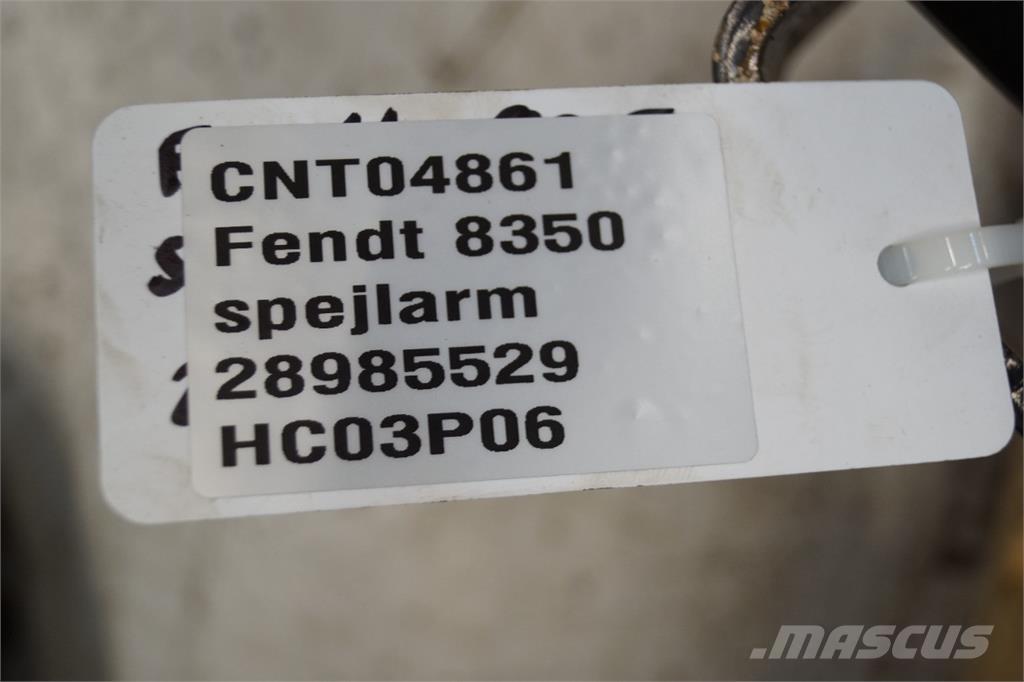 CNT04861
Fendt 8350
spejlarm
28985529
HC03P06
.MASCUS